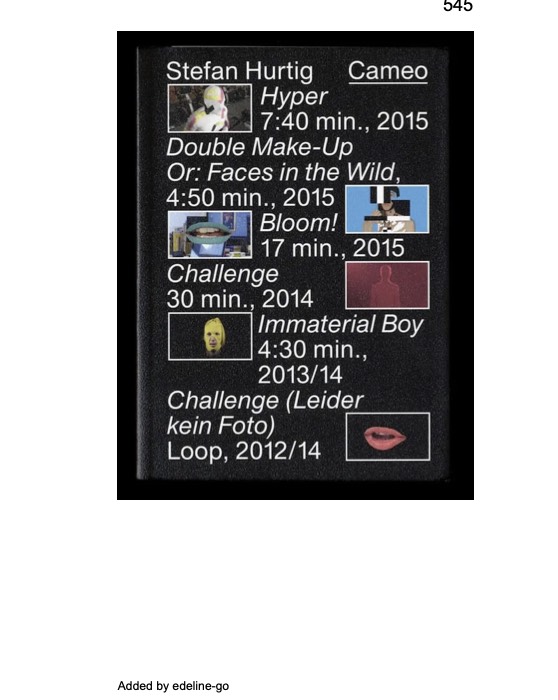 545
Stefan Hurtig Cameo
Hyper
7:40 min., 2015
Double Make-Up
Or: Faces in the Wild,
4:50 min., 2015
Bloom!
17 min., 2015
Challenge
30 min., 2014
Immaterial Boy
4:30 min.,
2013/14
Challenge (Leider
kein Foto)
Loop, 2012/14
Added by edeline-go